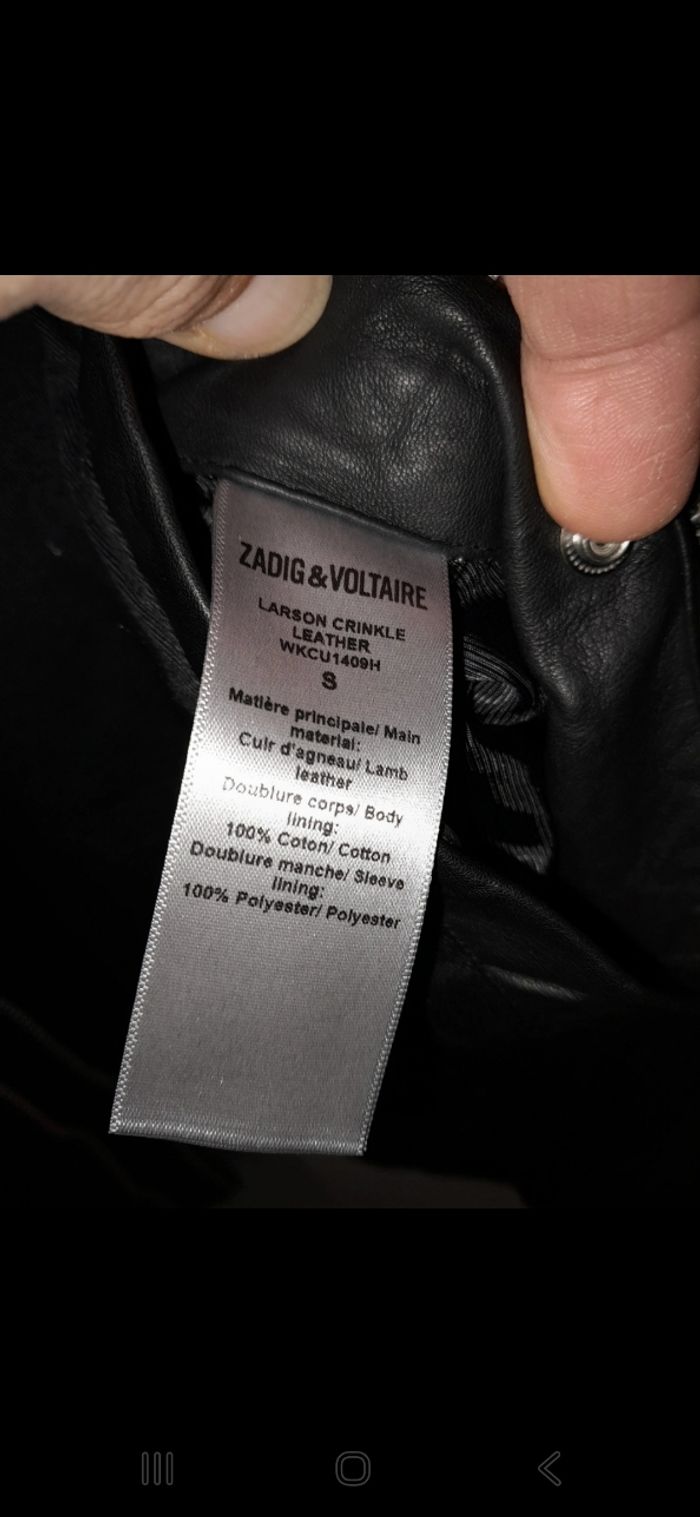 ZADIG&VOLTAIRE
LARSON CRINKLE
LEATHER
WKCU1409H
S
Matière principale/ Main
material:
Cuir d'agneau/ Lamb
leather
Doublure corps/ Body
lining:
100% Coton/ Cotton
Doublure manche/ Sleeve
lining:
100% Polyester/ Polyester